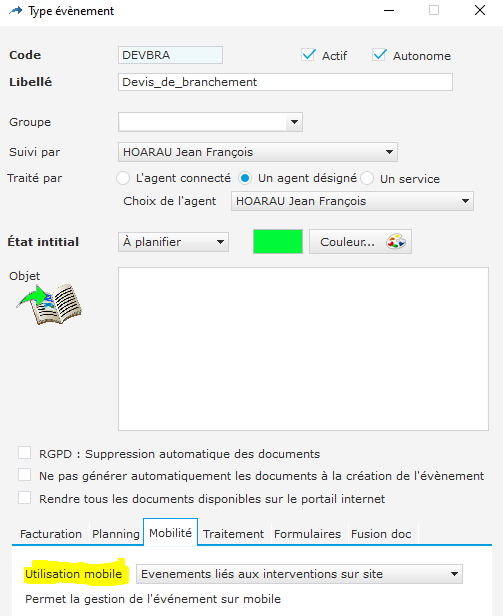 Type évènement
Code DEVBRA Actif Autonome
Libellé Devis_de_branchement
Groupe
Suivi par HOARAU Jean François
Traité par L'agent connecté Un agent désigné Un service
Choix de l'agent HOARAU Jean François
État intitial À planifier Couleur...
Objet
RGPD : Suppression automatique des documents
Ne pas générer automatiquement les documents à la création de l'évènement
Rendre tous les documents disponibles sur le portail internet
Facturation Planning Mobilité Traitement Formulaires Fusion doc
Utilisation mobile Evenements liés aux interventions sur site
Permet la gestion de l'événement sur mobile